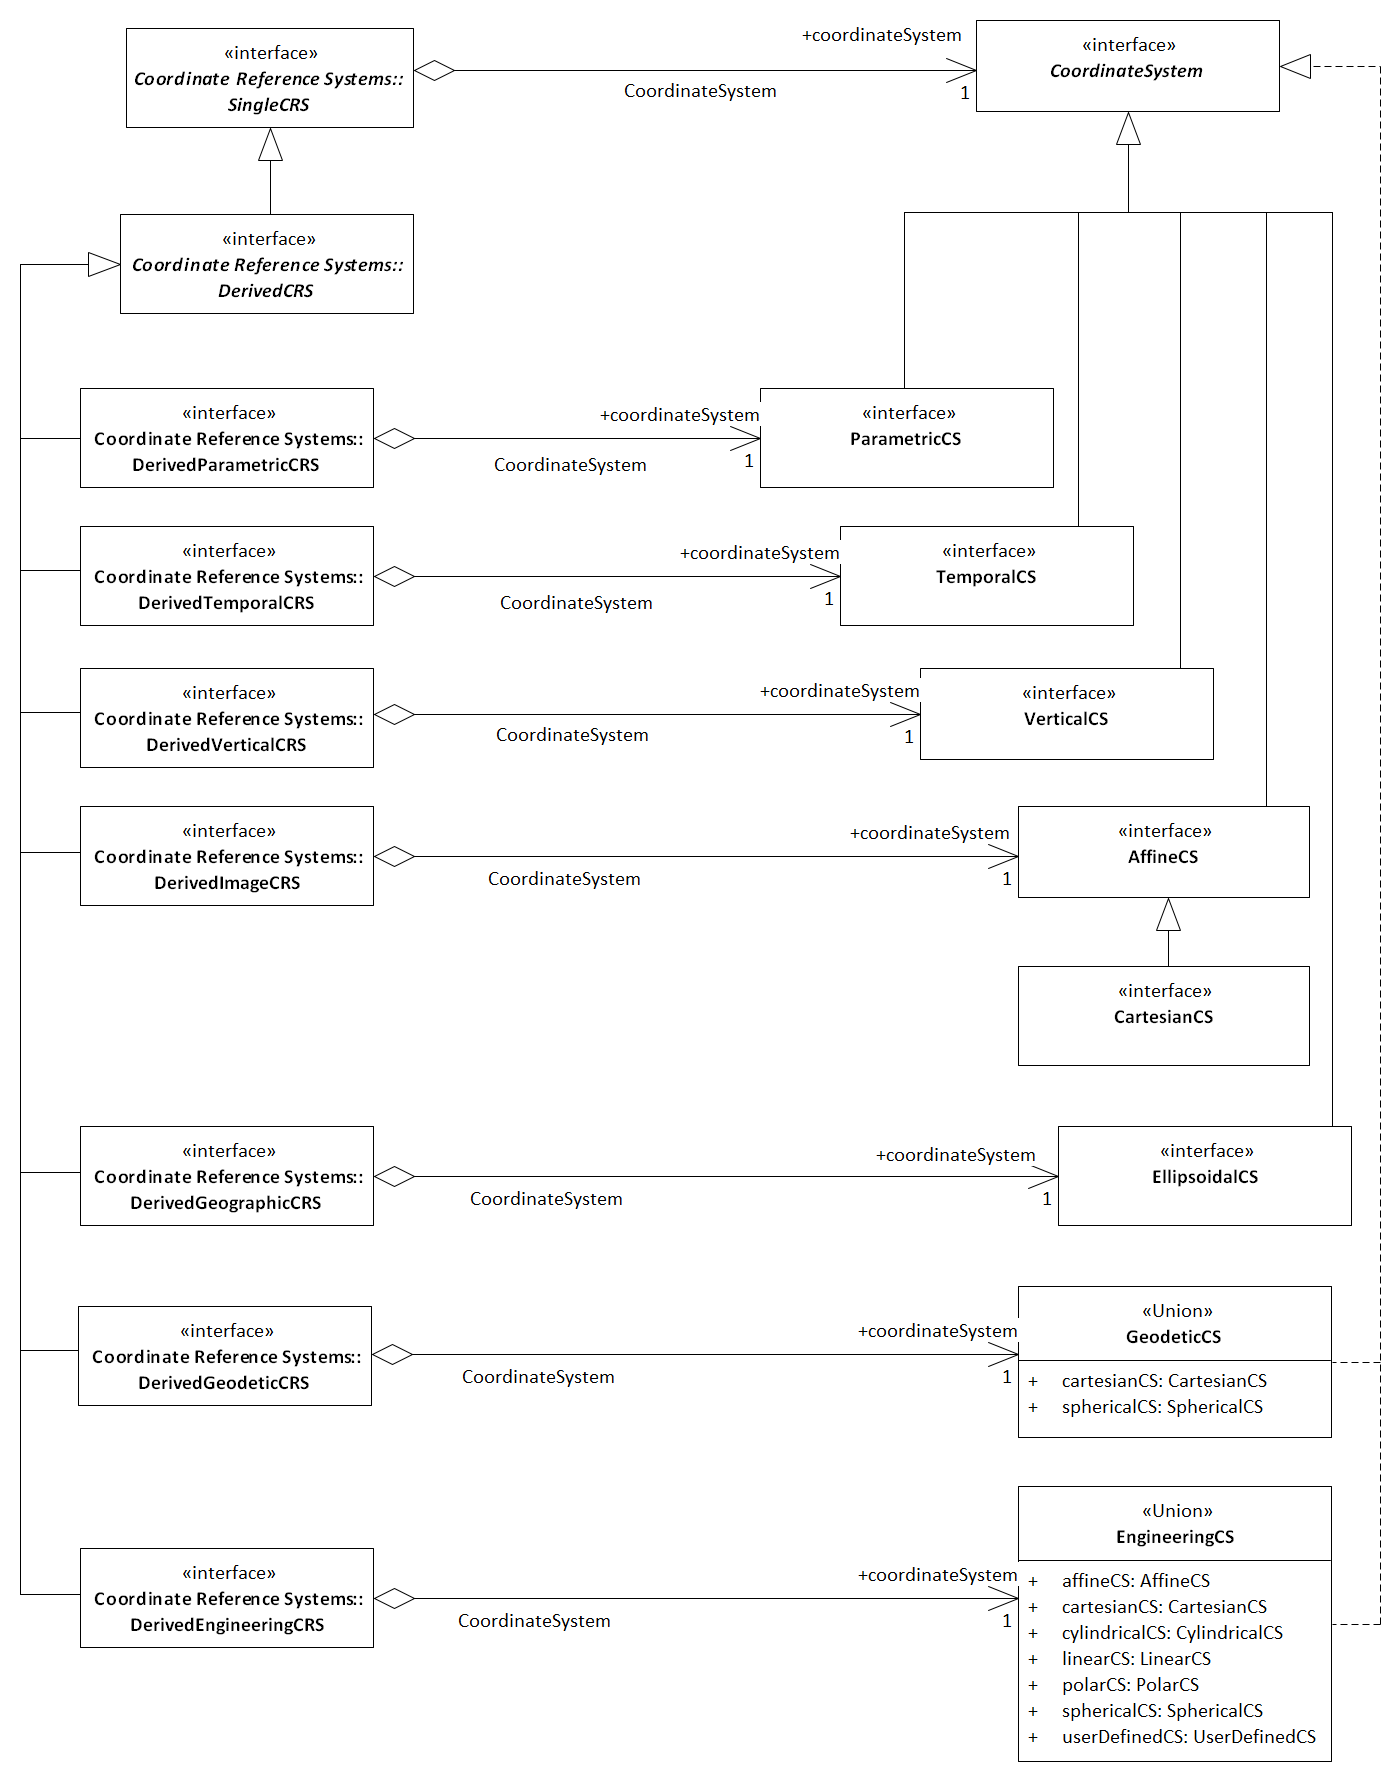 «interface»
Coordinate Reference Systems::
SingleCRS
+coordinateSystem
CoordinateSystem
1
«interface»
CoordinateSystem
«interface»
Coordinate Reference Systems::
DerivedCRS
«interface»
Coordinate Reference Systems::
DerivedParametricCRS
+coordinateSystem
CoordinateSystem
1
«interface»
ParametricCS
«interface»
Coordinate Reference Systems::
DerivedTemporalCRS
+coordinateSystem
CoordinateSystem
1
«interface»
TemporalCS
«interface»
Coordinate Reference Systems::
DerivedVerticalCRS
+coordinateSystem
CoordinateSystem
1
«interface»
VerticalCS
«interface»
Coordinate Reference Systems::
DerivedImageCRS
+coordinateSystem
CoordinateSystem
1
«interface»
AffineCS
«interface»
CartesianCS
«interface»
Coordinate Reference Systems::
DerivedGeographicCRS
+coordinateSystem
CoordinateSystem
1
«interface»
EllipsoidalCS
«interface»
Coordinate Reference Systems::
DerivedGeodeticCRS
+coordinateSystem
CoordinateSystem
1
«Union»
GeodeticCS
+ cartesianCS: CartesianCS
+ sphericalCS: SphericalCS
«interface»
Coordinate Reference Systems::
DerivedEngineeringCRS
+coordinateSystem
CoordinateSystem
1
«Union»
EngineeringCS
+ affineCS: AffineCS
+ cartesianCS: CartesianCS
+ cylindricalCS: CylindricalCS
+ linearCS: LinearCS
+ polarCS: PolarCS
+ sphericalCS: SphericalCS
+ userDefinedCS: UserDefinedCS